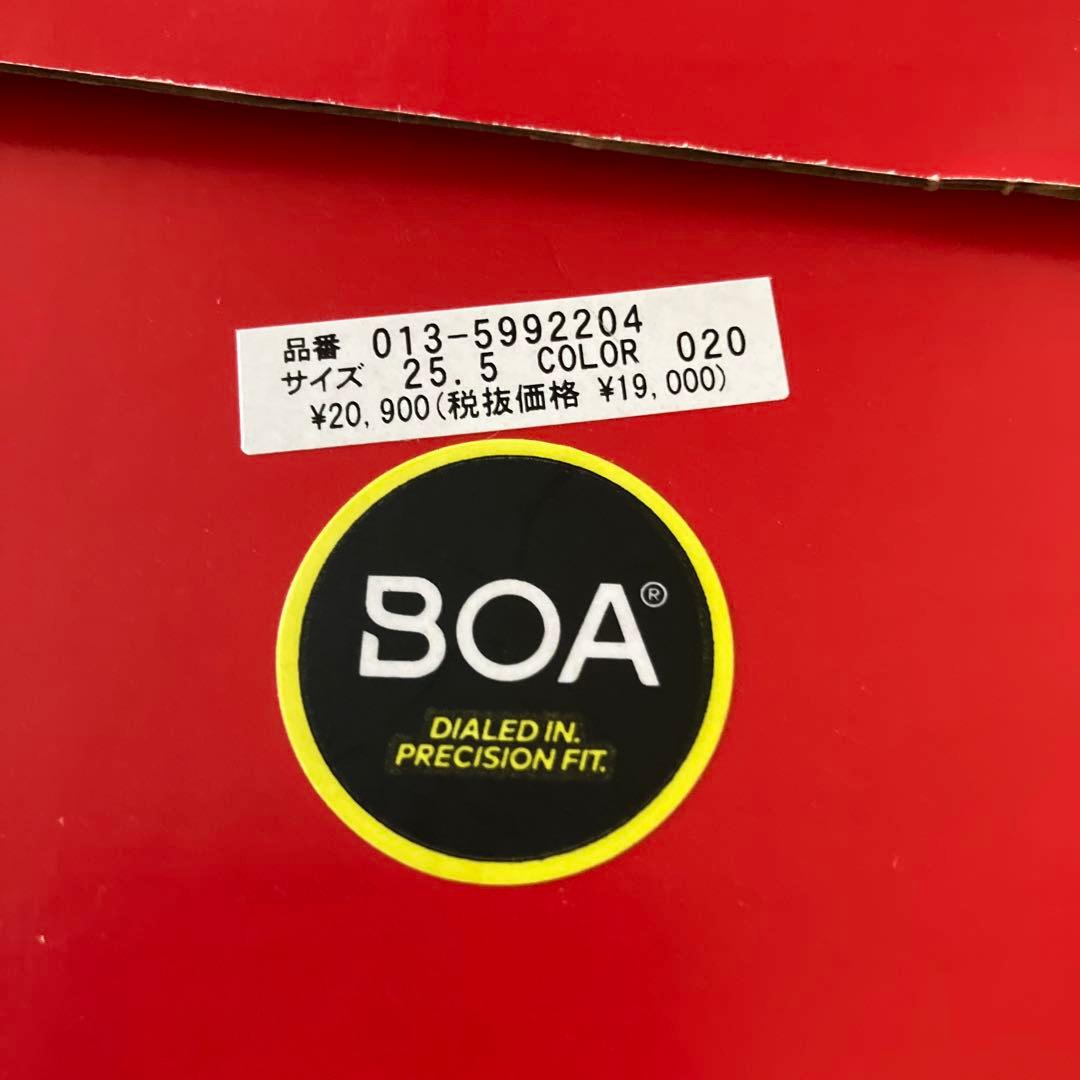 品番 013-5992204
サイズ 25.5 COLOR 020
¥20,900(税抜価格 ¥19,000)
BOA®
DIALED IN.
PRECISION FIT.